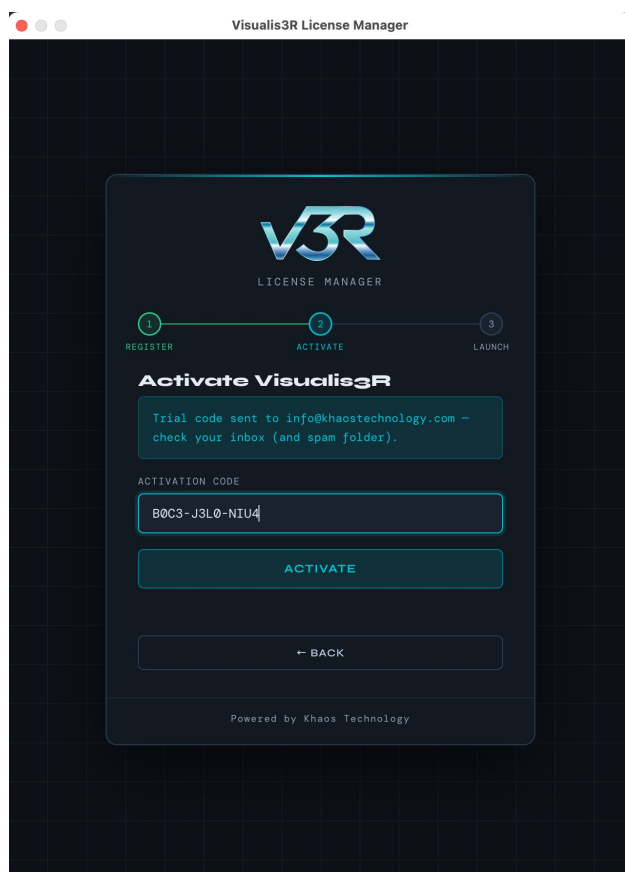 Visualis3R License Manager
V3R
LICENSE MANAGER
1
2
3
REGISTER
ACTIVATE
LAUNCH
Activate Visualis3R
Trial code sent to info@khaostechnology.com —
check your inbox (and spam folder).
ACTIVATION CODE
B0C3-J3L0-NIU4
ACTIVATE
← BACK
Powered by Khaos Technology